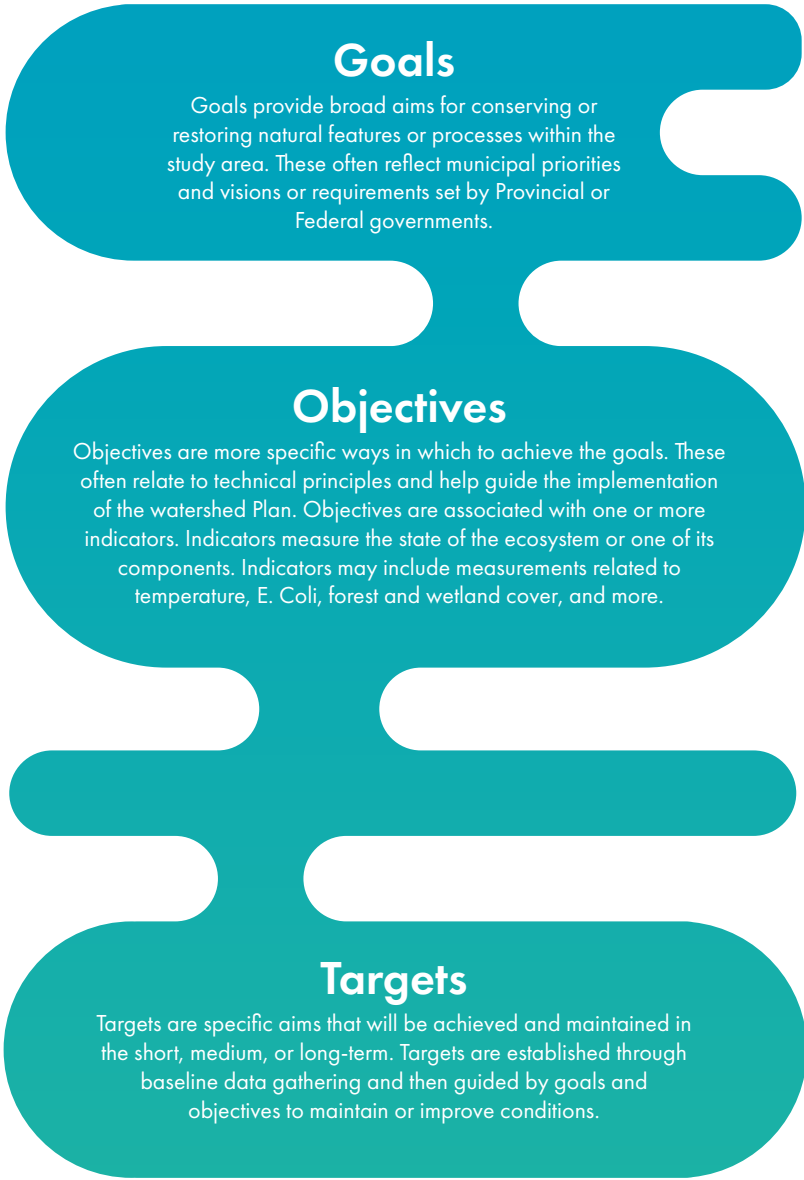 Goals
Goals provide broad aims for conserving or
restoring natural features or processes within the
study area. These often reflect municipal priorities
and visions or requirements set by Provincial or
Federal governments.
Objectives
Objectives are more specific ways in which to achieve the goals. These
often relate to technical principles and help guide the implementation
of the watershed Plan. Objectives are associated with one or more
indicators. Indicators measure the state of the ecosystem or one of its
components. Indicators may include measurements related to
temperature, E. Coli, forest and wetland cover, and more.
Targets
Targets are specific aims that will be achieved and maintained in
the short, medium, or long-term. Targets are established through
baseline data gathering and then guided by goals and
objectives to maintain or improve conditions.